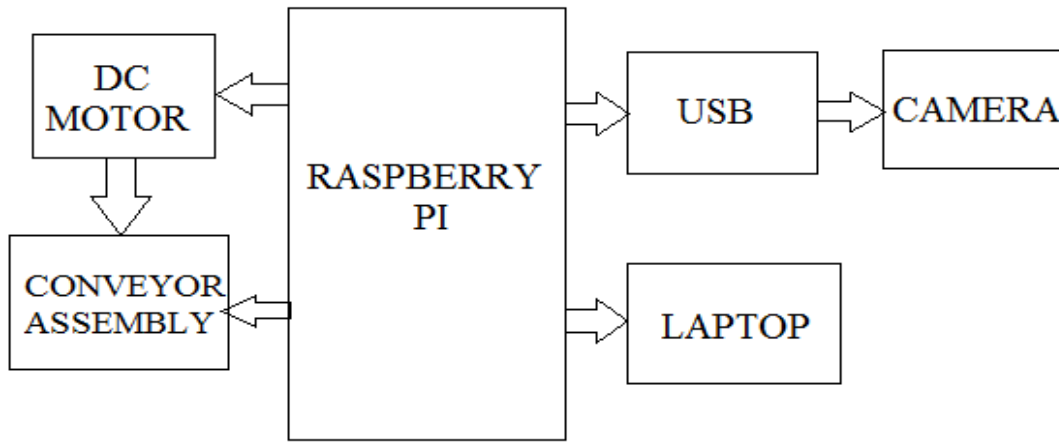 DC
MOTOR
RASPBERRY
PI
USB
CAMERA
CONVEYOR
ASSEMBLY
LAPTOP